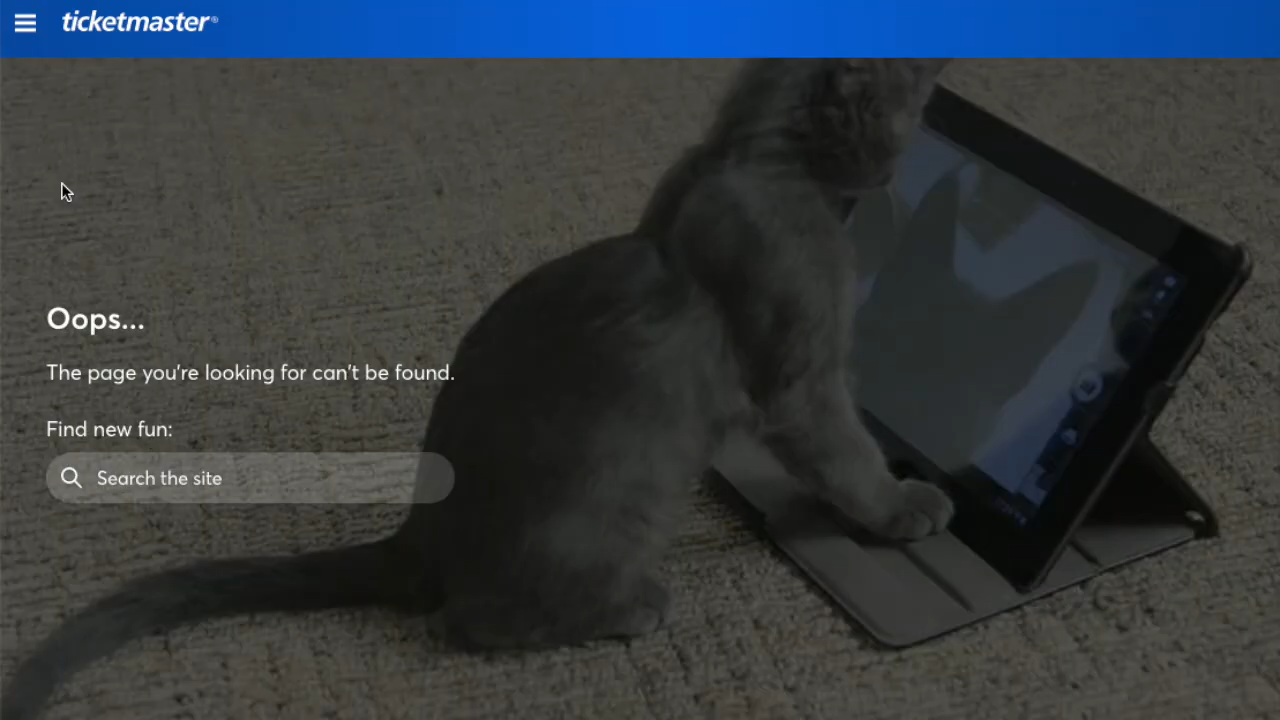 ticketmaster®
Oops...
The page you're looking for can't be found.
Find new fun:
Search the site